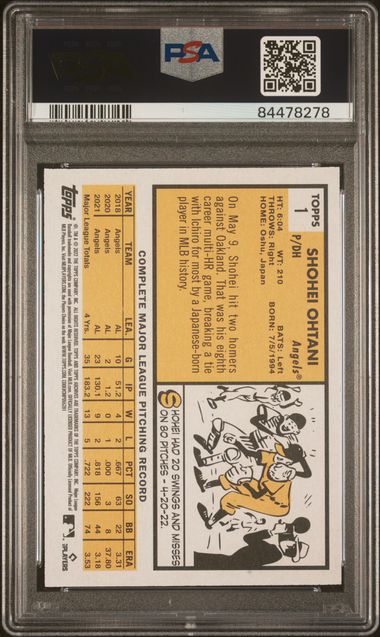 PSA
84478278
TOPPS
1
SHOHEI OHTANI
P/DH
Angels®
HT: 6:04 WT: 210 BATS: Left
THROWS: Right BORN: 7/5/1994
HOME: Oshu, Japan
On May 9, Shohei hit two homers
against Oakland. That was his eighth
career multi-HR game, breaking a tie
with Ichiro for most by a Japanese-born
player in MLB history.
SHOHEI HAD 20 SWINGS AND MISSES
ON 80 PITCHES - 4-20-22.
COMPLETE MAJOR LEAGUE PITCHING RECORD
YEAR TEAM LEA. G IP W L PCT SO BB ERA
2018 Angels AL 10 51.2 4 2 .667 63 22 3.31
2020 Angels AL 2 1.2 0 1 .000 3 8 37.80
2021 Angels AL 23 130.1 9 2 .818 156 44 3.18
Major League Totals 4 Yrs. 35 183.2 13 5 .722 222 74 3.53
topps
PLAYERS